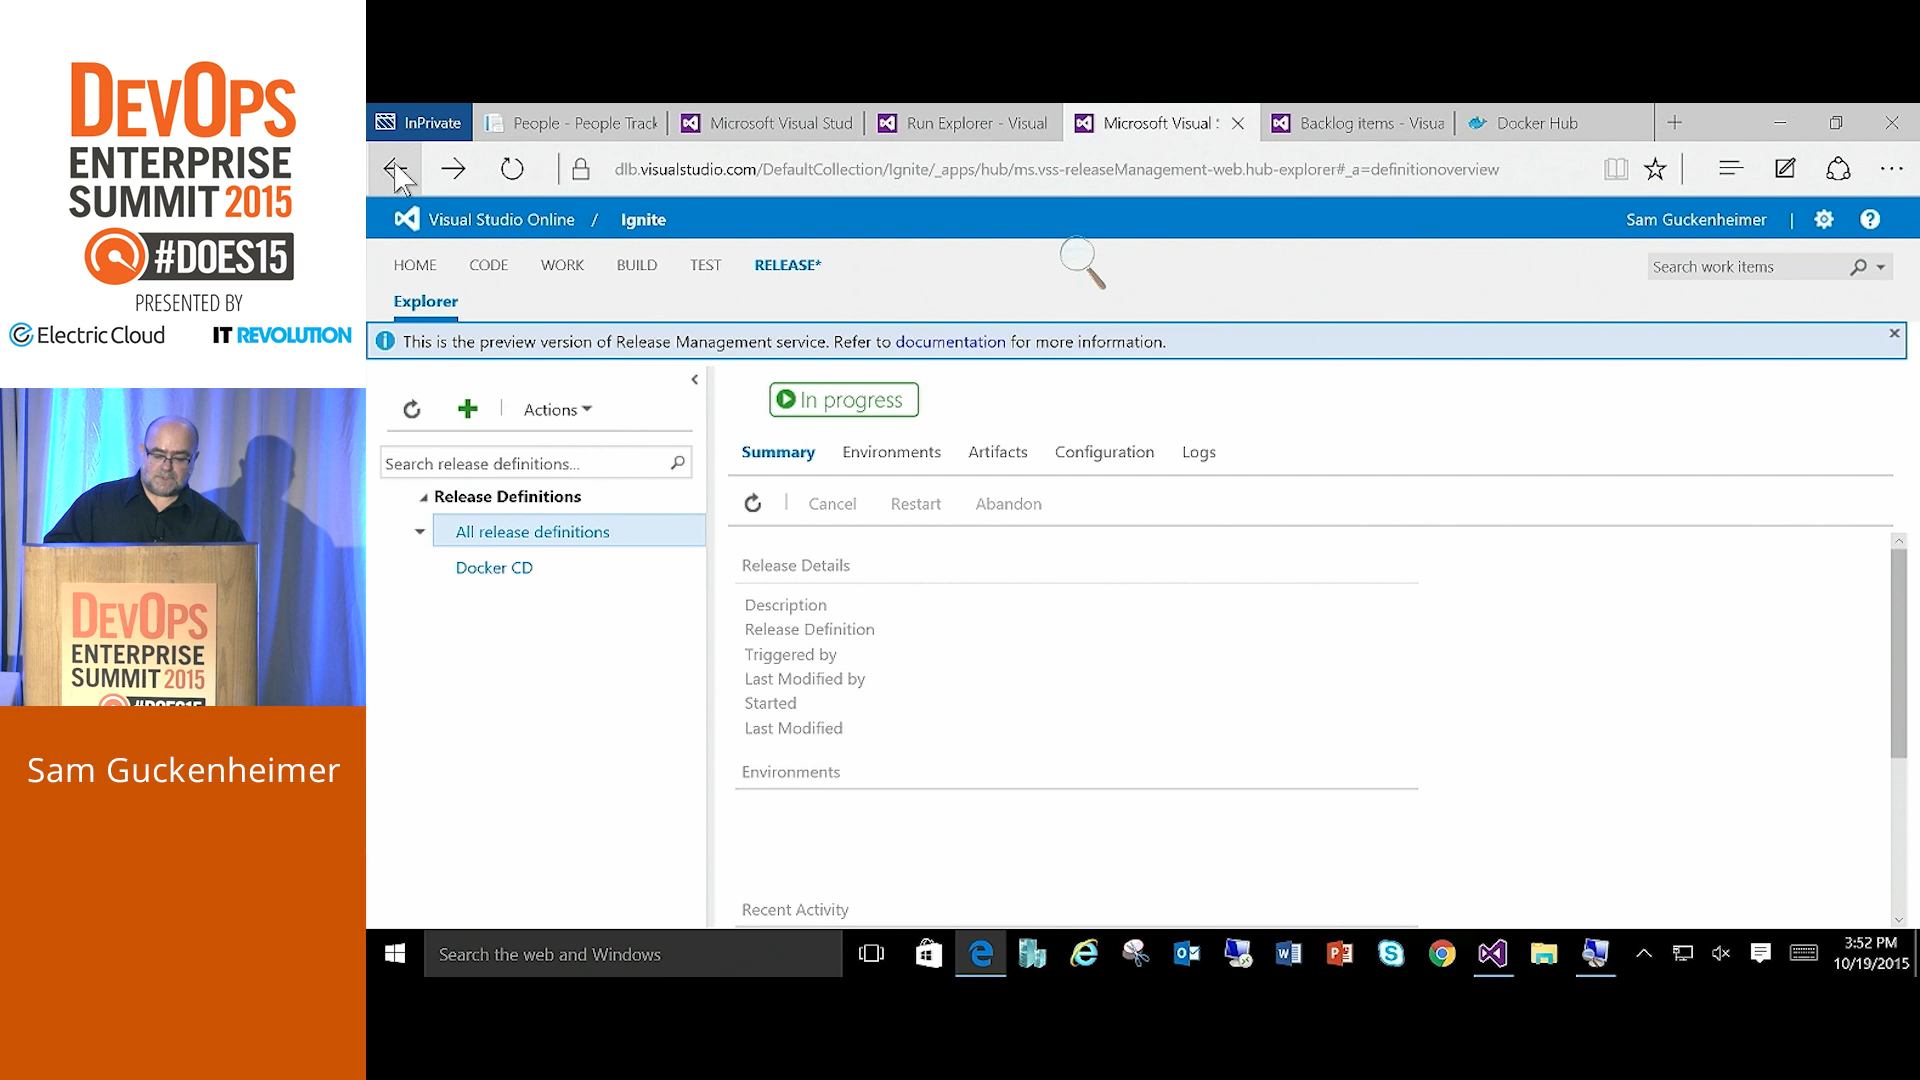 DEVOPS
ENTERPRISE
SUMMIT 2015
#DOES15
PRESENTED BY
Electric Cloud
IT REVOLUTION
DEVOPS
ENTERPRISE
SUMMIT 2015
#DOES15
Sam Guckenheimer
InPrivate
People - People Track
Microsoft Visual Stud
Run Explorer - Visual
Microsoft Visual S
Backlog items - Visua
Docker Hub
dlb.visualstudio.com/DefaultCollection/Ignite/_apps/hub/ms.vss-releaseManagement-web.hub-explorer#_a=definitionoverview
Visual Studio Online / Ignite
Sam Guckenheimer |
HOME CODE WORK BUILD TEST RELEASE*
Search work items
Explorer
This is the preview version of Release Management service. Refer to documentation for more information.
Actions
Search release definitions...
Release Definitions
All release definitions
Docker CD
In progress
Summary Environments Artifacts Configuration Logs
Cancel Restart Abandon
Release Details
Description
Release Definition
Triggered by
Last Modified by
Started
Last Modified
Environments
Recent Activity
Search the web and Windows
3:52 PM
10/19/2015